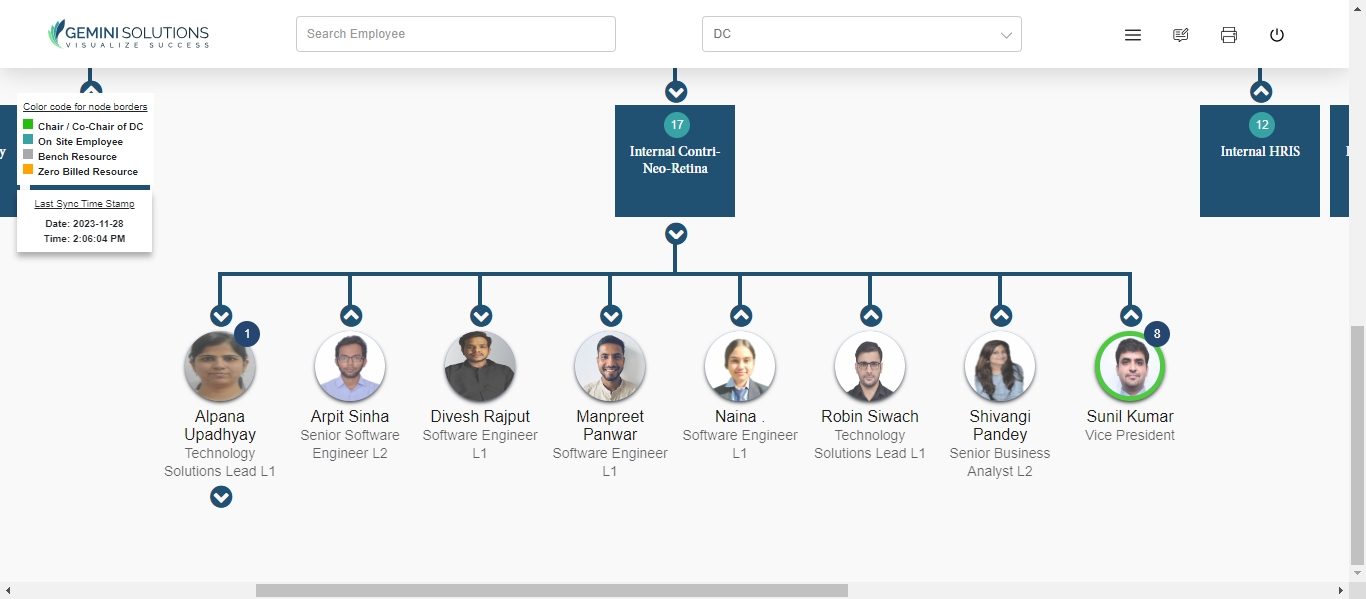 GEMINI SOLUTIONS
VISUALIZE SUCCESS
Search Employee
DC
Color code for node borders
Chair / Co-Chair of DC
On Site Employee
Bench Resource
Zero Billed Resource
Last Sync Time Stamp
Date: 2023-11-28
Time: 2:06:04 PM
y
17
Internal Contri-
Neo-Retina
12
Internal HRIS
1
Alpana
Upadhyay
Technology
Solutions Lead L1
Arpit Sinha
Senior Software
Engineer L2
Divesh Rajput
Software Engineer
L1
Manpreet
Panwar
Software Engineer
L1
Naina .
Software Engineer
L1
Robin Siwach
Technology
Solutions Lead L1
Shivangi
Pandey
Senior Business
Analyst L2
8
Sunil Kumar
Vice President